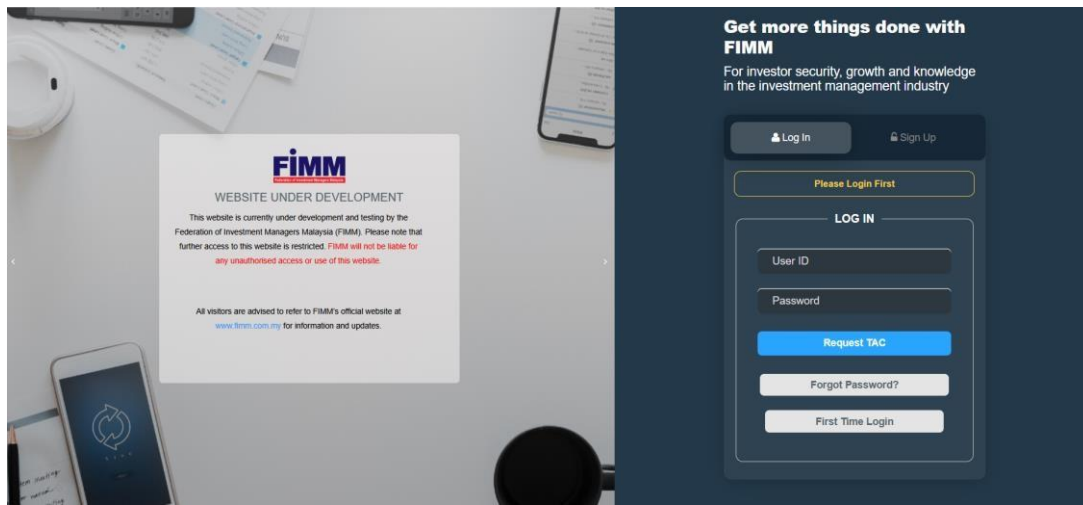 FiMM
Federation of Investment Managers Malaysia
WEBSITE UNDER DEVELOPMENT
This website is currently under development and testing by the
Federation of Investment Managers Malaysia (FIMM). Please note that
further access to this website is restricted. FIMM will not be liable for
any unauthorised access or use of this website.
All visitors are advised to refer to FIMM's official website at
www.fimm.com.my for information and updates.
Get more things done with
FIMM
For investor security, growth and knowledge
in the investment management industry
Log In
Sign Up
Please Login First
LOG IN
User ID
Password
Request TAC
Forgot Password?
First Time Login